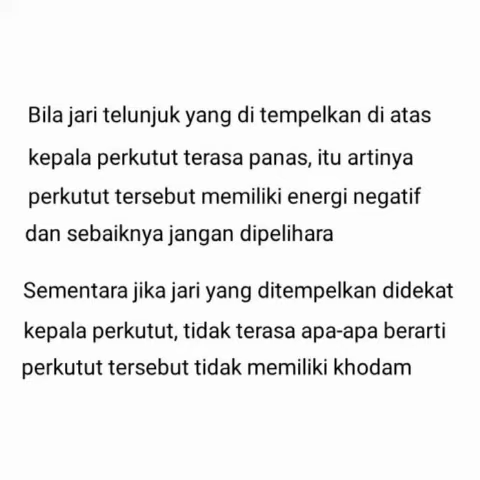 Bila jari telunjuk yang di tempelkan di atas
kepala perkutut terasa panas, itu artinya
perkutut tersebut memiliki energi negatif
dan sebaiknya jangan dipelihara
Sementara jika jari yang ditempelkan didekat
kepala perkutut, tidak terasa apa-apa berarti
perkutut tersebut tidak memiliki khodam